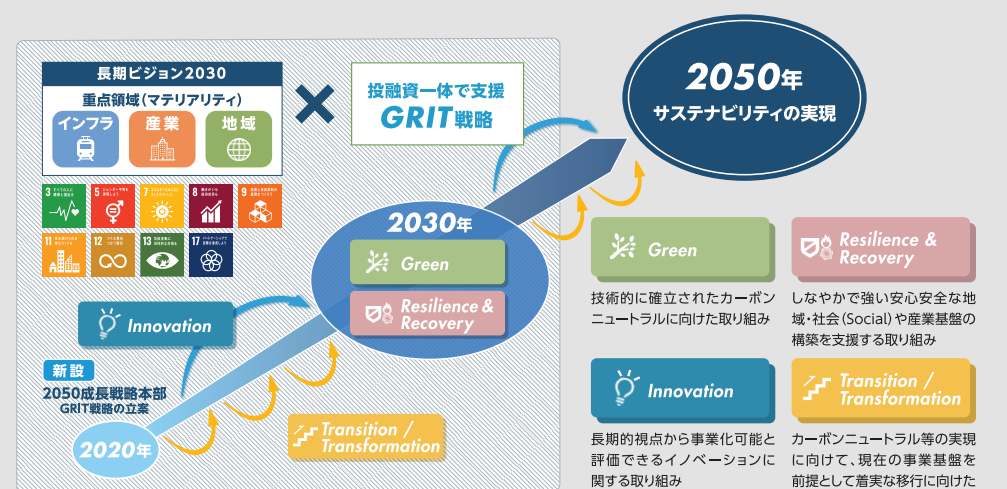 長期ビジョン2030
重点領域（マテリアリティ）
インフラ
産業
地域
投融資一体で支援
GRIT戦略
2050年
サステナビリティの実現
3
5
7
8
9
11
12
13
17
2030年
Green
Resilience &
Recovery
Innovation
新設
2050成長戦略本部
GRIT戦略の立案
2020年
Transition /
Transformation
Green
技術的に確立されたカーボン
ニュートラルに向けた取り組み
Resilience &
Recovery
しなやかで強い安心安全な地
域・社会（Social）や産業基盤の
構築を支援する取り組み
Innovation
長期的視点から事業化可能と
評価できるイノベーションに
関する取り組み
Transition /
Transformation
カーボンニュートラル等の実現
に向けて、現在の事業基盤を
前提として着実な移行に向けた